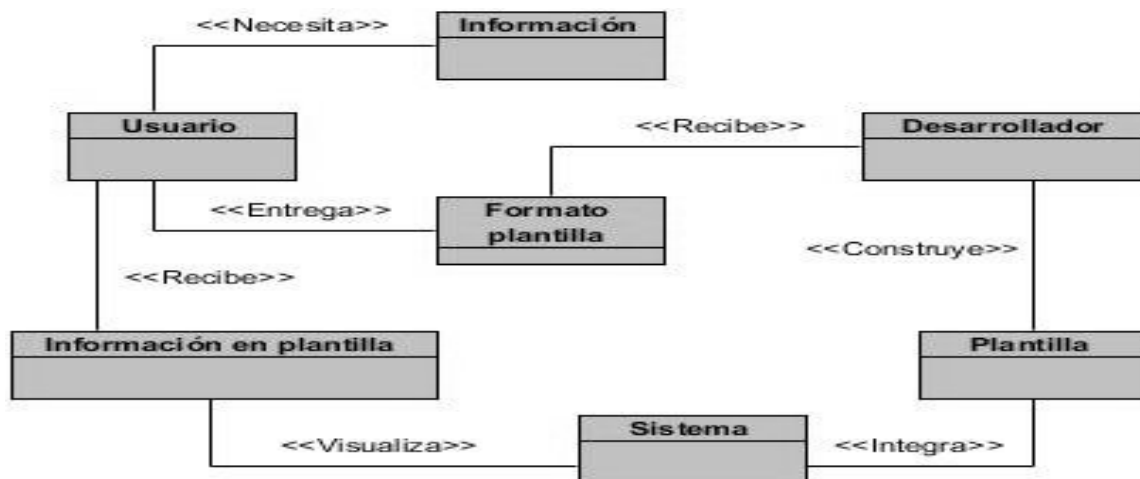 <<Necesita>>
Información
Usuario
<<Recibe>>
Desarrollador
<<Entrega>>
Formato
plantilla
<<Construye>>
<<Recibe>>
Información en plantilla
Plantilla
Sistema
<<Visualiza>>
<<Integra>>